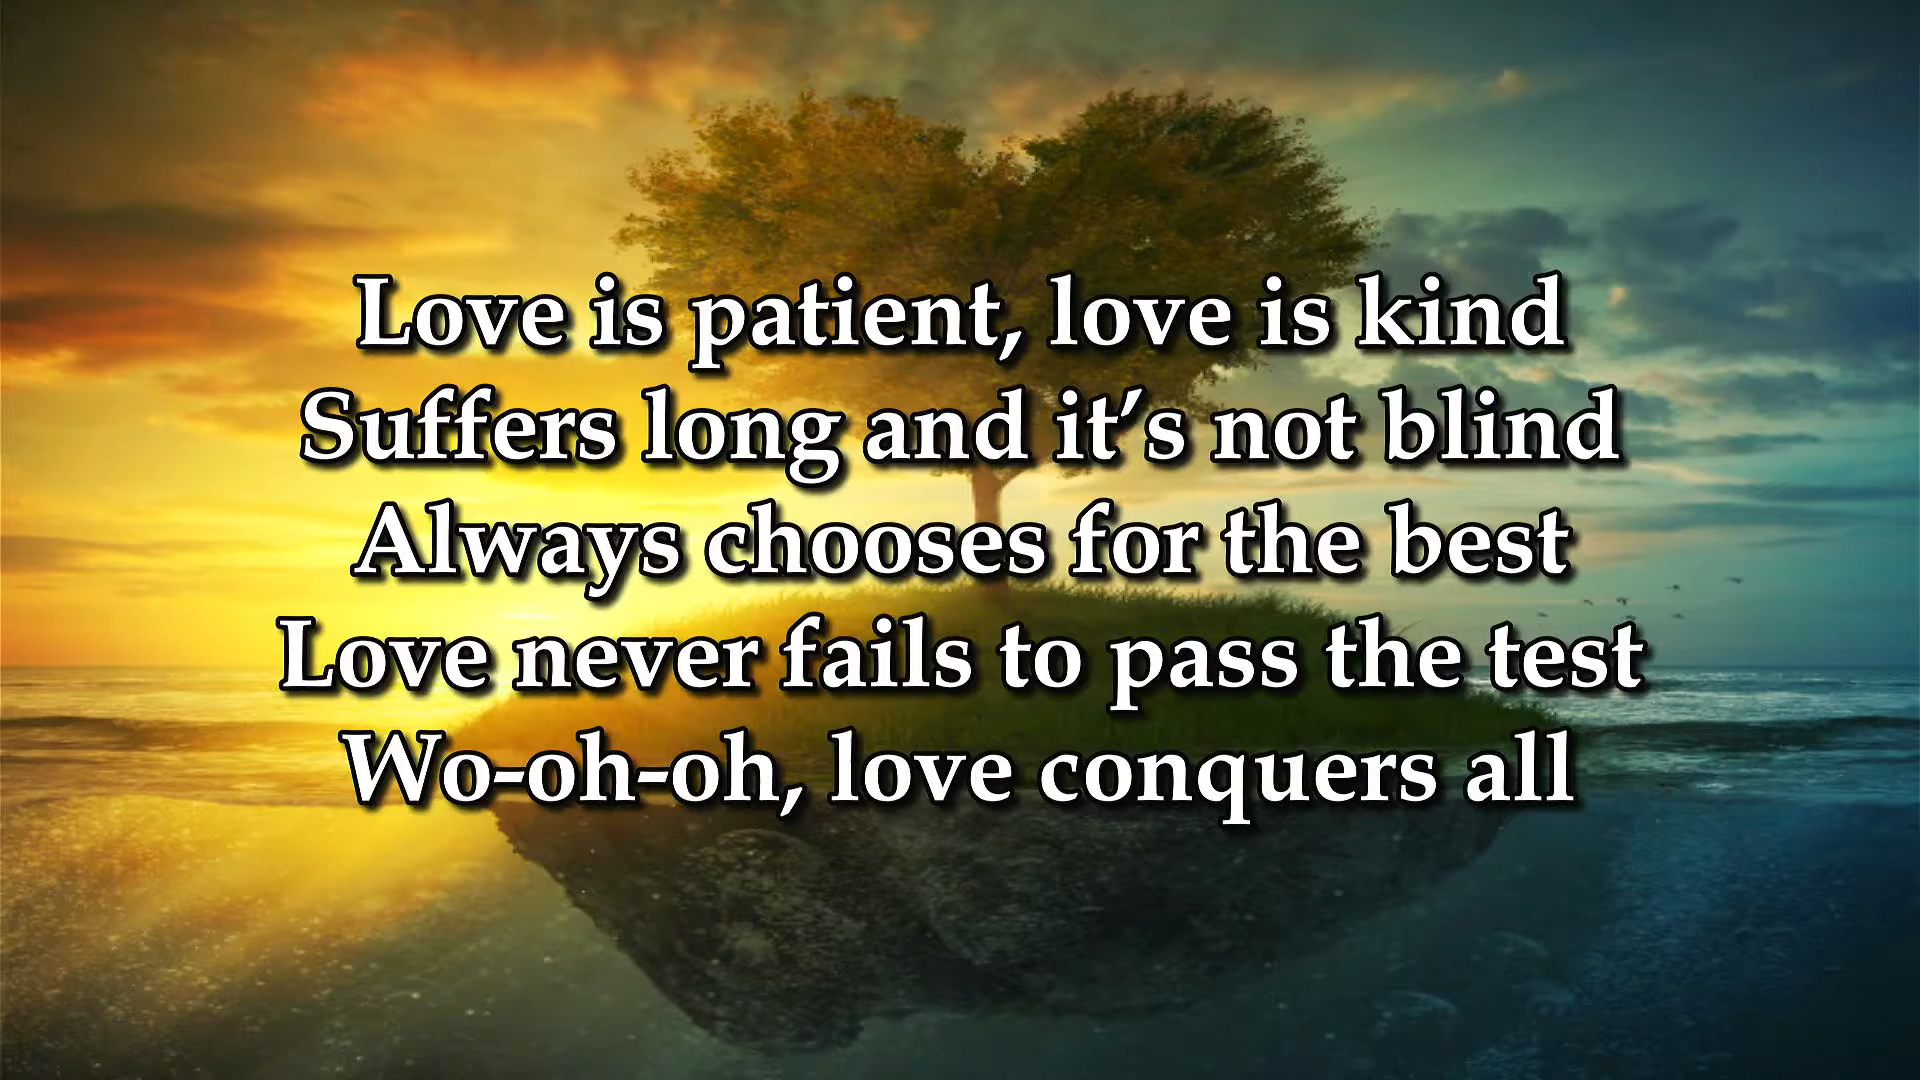 Love is patient, love is kind
Suffers long and it’s not blind
Always chooses for the best
Love never fails to pass the test
Wo-oh-oh, love conquers all